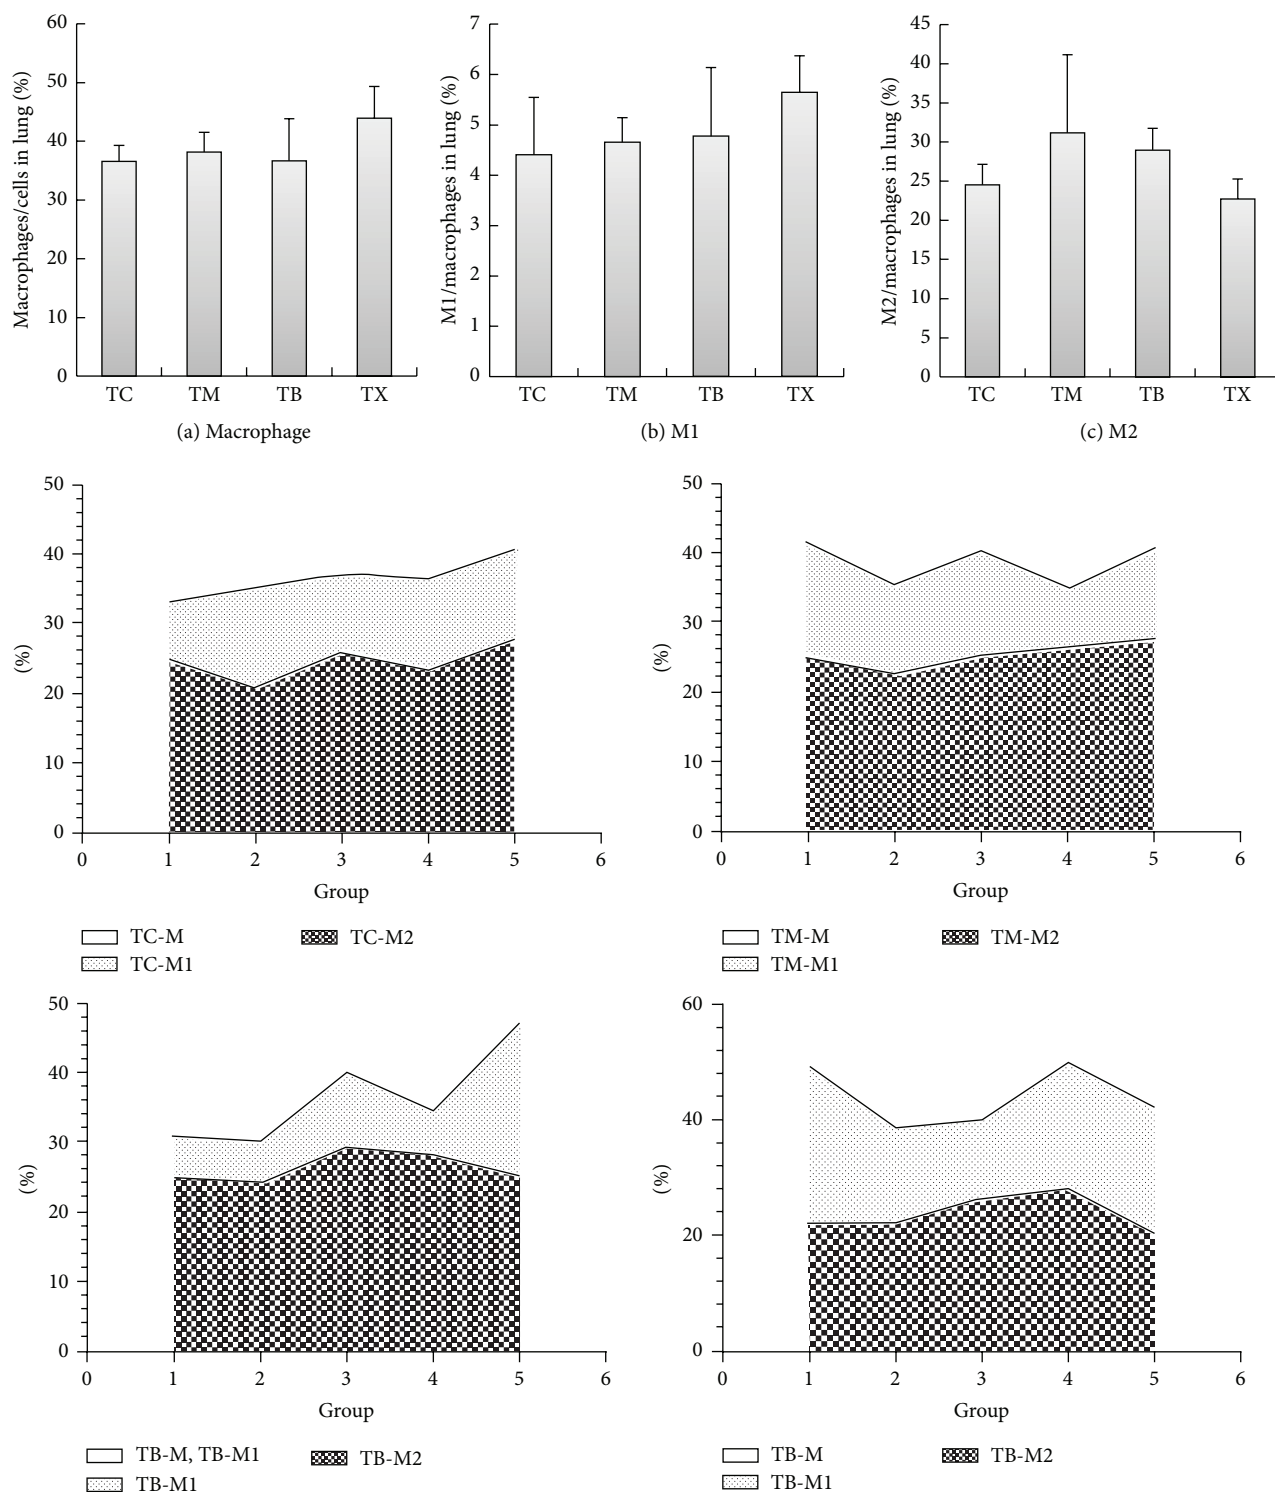 Macrophages/cells in lung (%)
60
50
40
30
20
10
0
TC TM TB TX
(a) Macrophage
M1/macrophages in lung (%)
7
6
5
4
3
2
1
0
TC TM TB TX
(b) M1
M2/macrophages in lung (%)
45
40
35
30
25
20
15
10
5
0
TC TM TB TX
(c) M2
(%)
50
40
30
20
10
0
0 1 2 3 4 5 6
Group
TC-M TC-M2
TC-M1
(%)
50
40
30
20
10
0
0 1 2 3 4 5 6
Group
TM-M TM-M2
TM-M1
(%)
50
40
30
20
10
0
0 1 2 3 4 5 6
Group
TB-M, TB-M1 TB-M2
TB-M1
(%)
60
40
20
0
0 1 2 3 4 5 6
Group
TB-M TB-M2
TB-M1